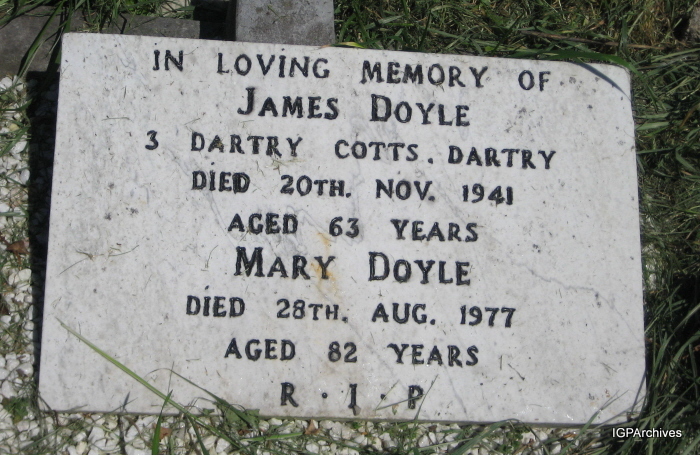 IN LOVING MEMORY OF
JAMES DOYLE
3 DARTRY COTTS. DARTRY
DIED 20TH. NOV. 1941
AGED 63 YEARS
MARY DOYLE
DIED 28TH. AUG. 1977
AGED 82 YEARS
R · I · P
IGPArchives